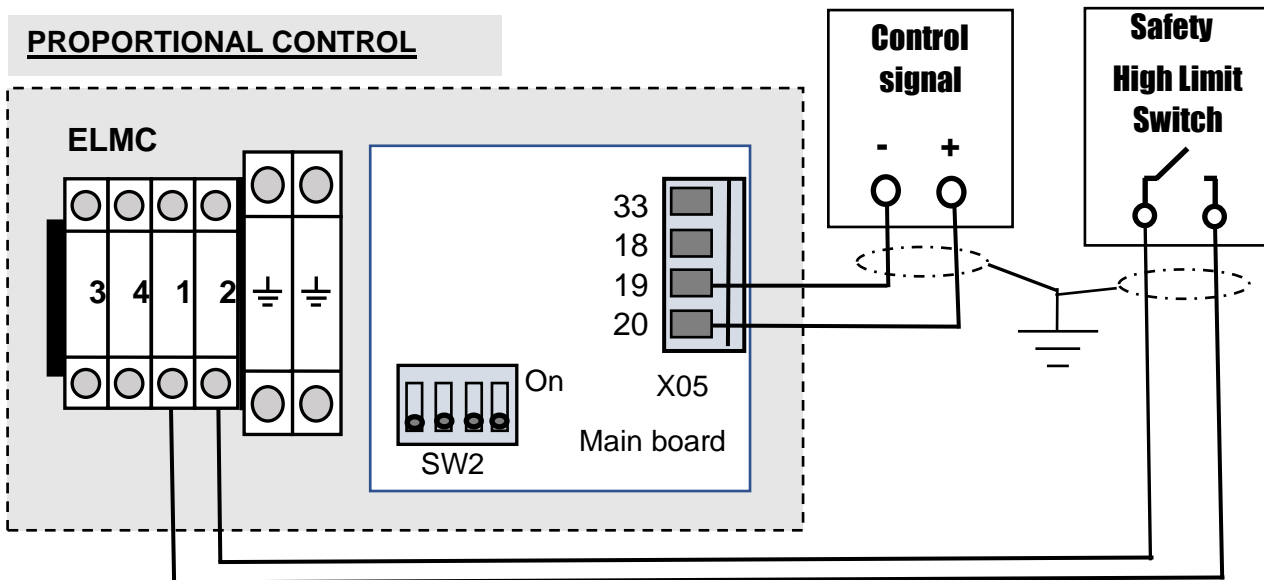 PROPORTIONAL CONTROL
Control
signal
- +
Safety
High Limit
Switch
ELMC
3 4 1 2
33
18
19
20
X05
On
SW2
Main board